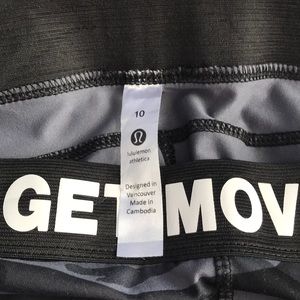 10
lululemon
athletica
Designed in
Vancouver
Made in
Cambodia
GET MOV